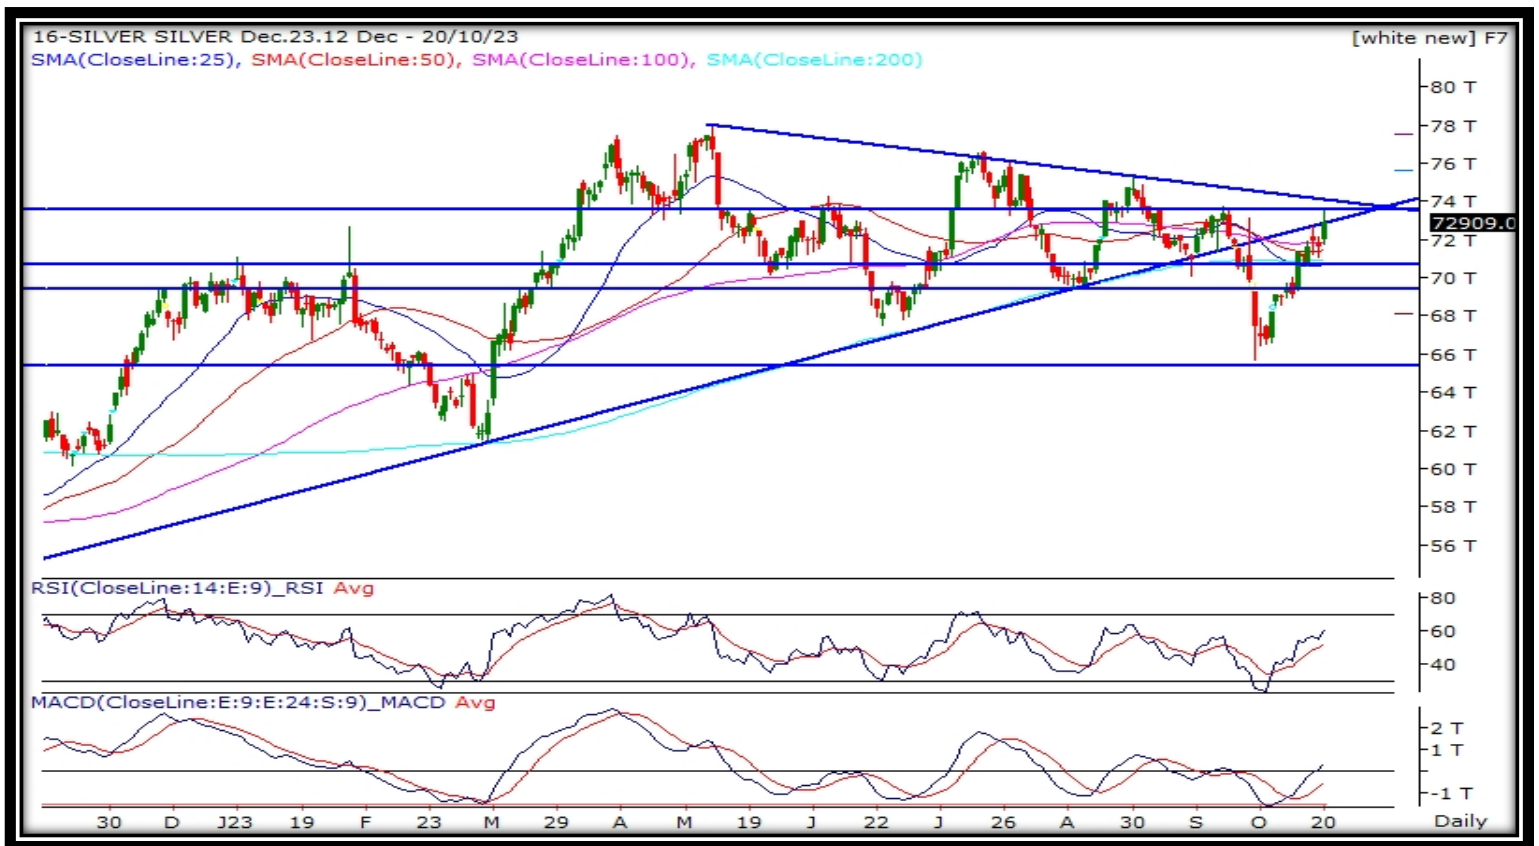 16-SILVER SILVER Dec.23.12 Dec - 20/10/23 [white new] F7
SMA(CloseLine:25), SMA(CloseLine:50), SMA(CloseLine:100), SMA(CloseLine:200)
80 T
78 T
76 T
74 T
72909.0
72 T
70 T
68 T
66 T
64 T
62 T
60 T
58 T
56 T
RSI(CloseLine:14:E:9)_RSI Avg
80
60
40
MACD(CloseLine:E:9:E:24:S:9)_MACD Avg
2 T
1 T
-1 T
30 D J23 19 F 23 M 29 A M 19 J 22 J 26 A 30 S O 20 Daily